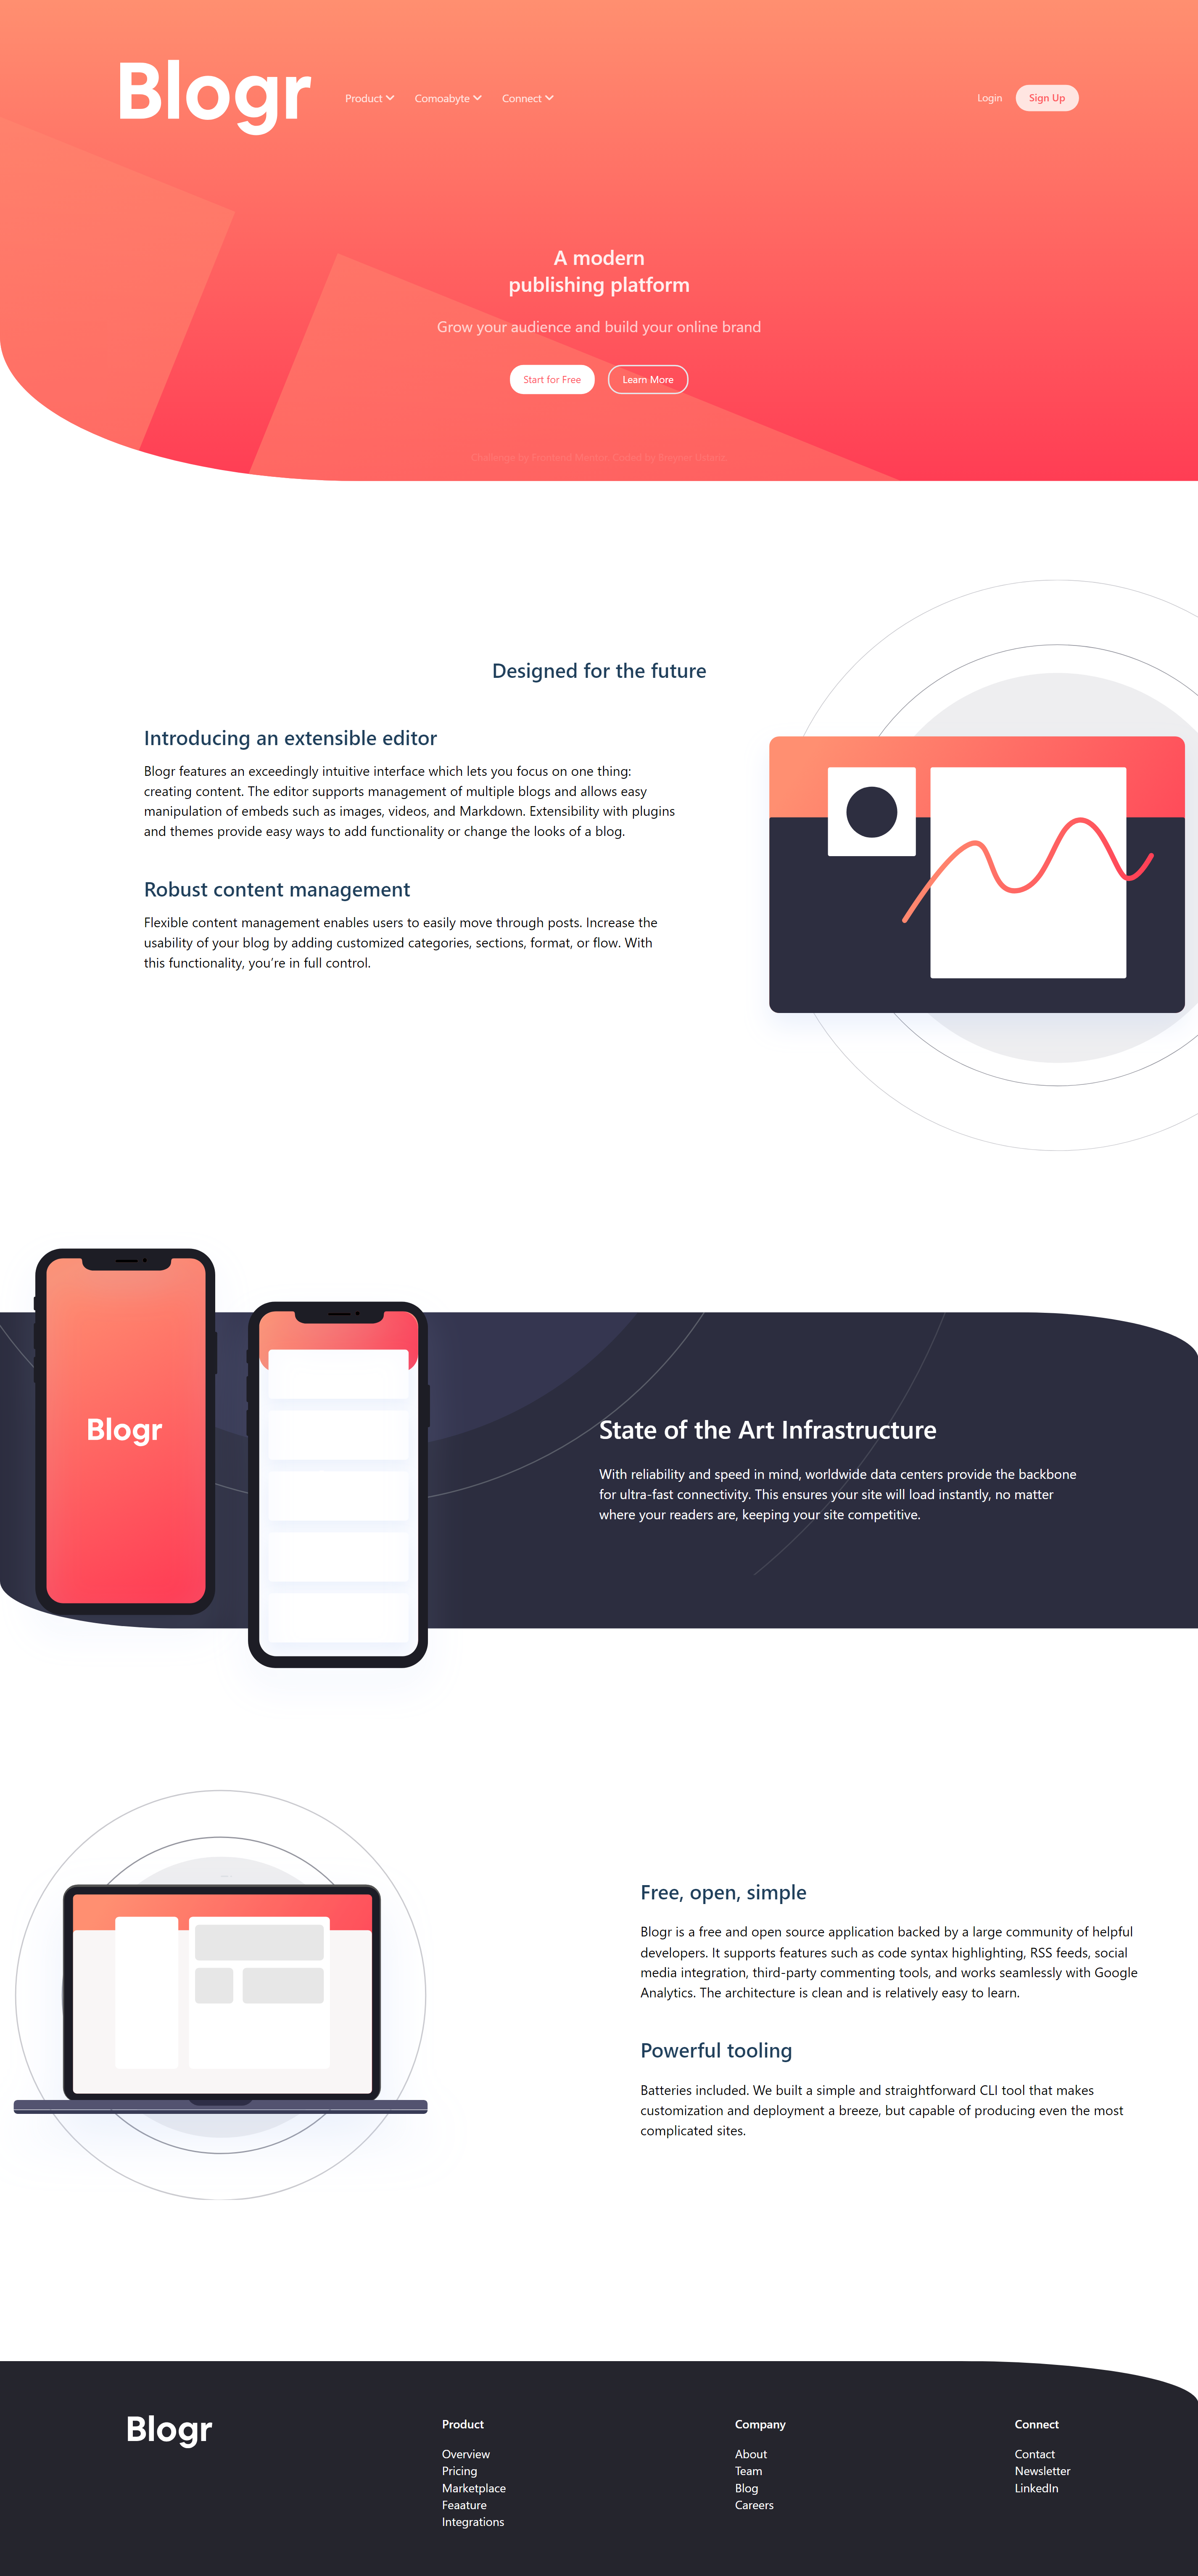 Blogr
Product
Comoabyte
Connect
Login
Sign Up
A modern
publishing platform
Grow your audience and build your online brand
Start for Free
Learn More
Challenge by Frontend Mentor. Coded by
Designed for the future
Introducing an extensible editor
Blogr features an exceedingly intuitive interface which lets you focus on one thing:
creating content. The editor supports management of multiple blogs and allows easy
manipulation of embeds such as images, videos, and Markdown. Extensibility with plugins
and themes provide easy ways to add functionality or change the looks of a blog.
Robust content management
Flexible content management enables users to easily move through posts. Increase the
usability of your blog by adding customized categories, sections, format, or flow. With
this functionality, you’re in full control.
Blogr
State of the Art Infrastructure
With reliability and speed in mind, worldwide data centers provide the backbone
for ultra-fast connectivity. This ensures your site will load instantly, no matter
where your readers are, keeping your site competitive.
Free, open, simple
Blogr is a free and open source application backed by a large community of helpful
developers. It supports features such as code syntax highlighting, RSS feeds, social
media integration, third-party commenting tools, and works seamlessly with Google
Analytics. The architecture is clean and is relatively easy to learn.
Powerful tooling
Batteries included. We built a simple and straightforward CLI tool that makes
customization and deployment a breeze, but capable of producing even the most
complicated sites.
Blogr
Product
Overview
Pricing
Marketplace
Feaature
Integrations
Company
About
Team
Blog
Careers
Connect
Contact
Newsletter
LinkedIn